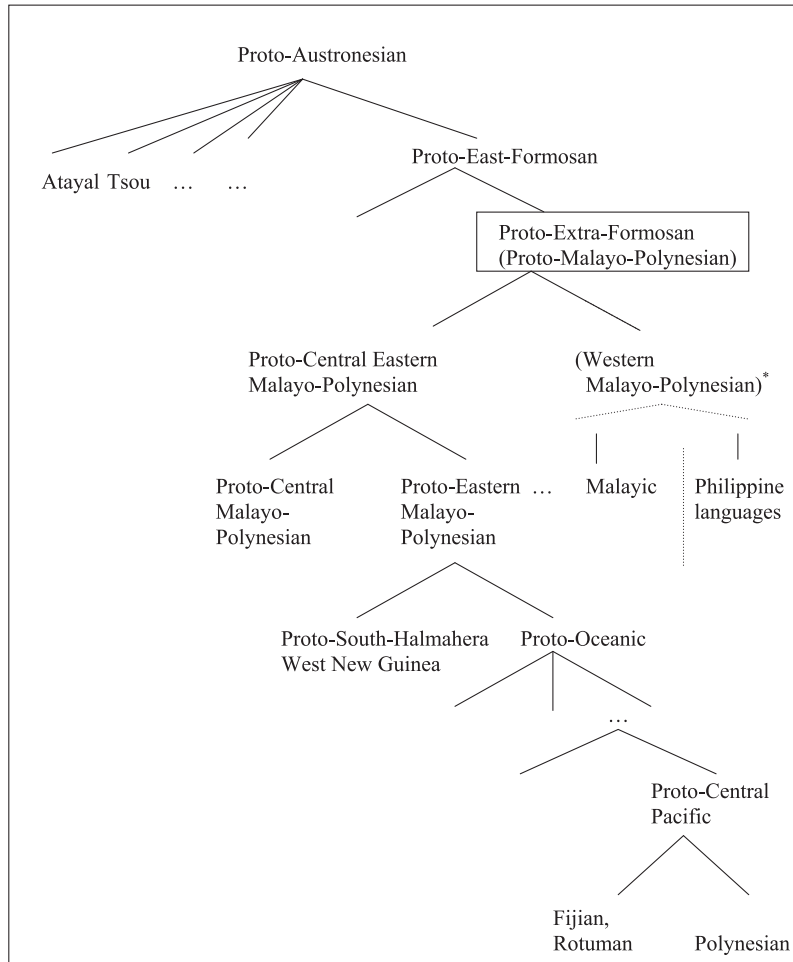 Proto-Austronesian
Proto-East-Formosan
Atayal Tsou … …
Proto-Extra-Formosan
(Proto-Malayo-Polynesian)
Proto-Central Eastern
Malayo-Polynesian
(Western
Malayo-Polynesian)*
Proto-Central
Malayo-
Polynesian
Proto-Eastern …
Malayo-
Polynesian
Malayic
Philippine
languages
Proto-South-Halmahera
West New Guinea
Proto-Oceanic
…
Proto-Central
Pacific
Fijian,
Rotuman
Polynesian